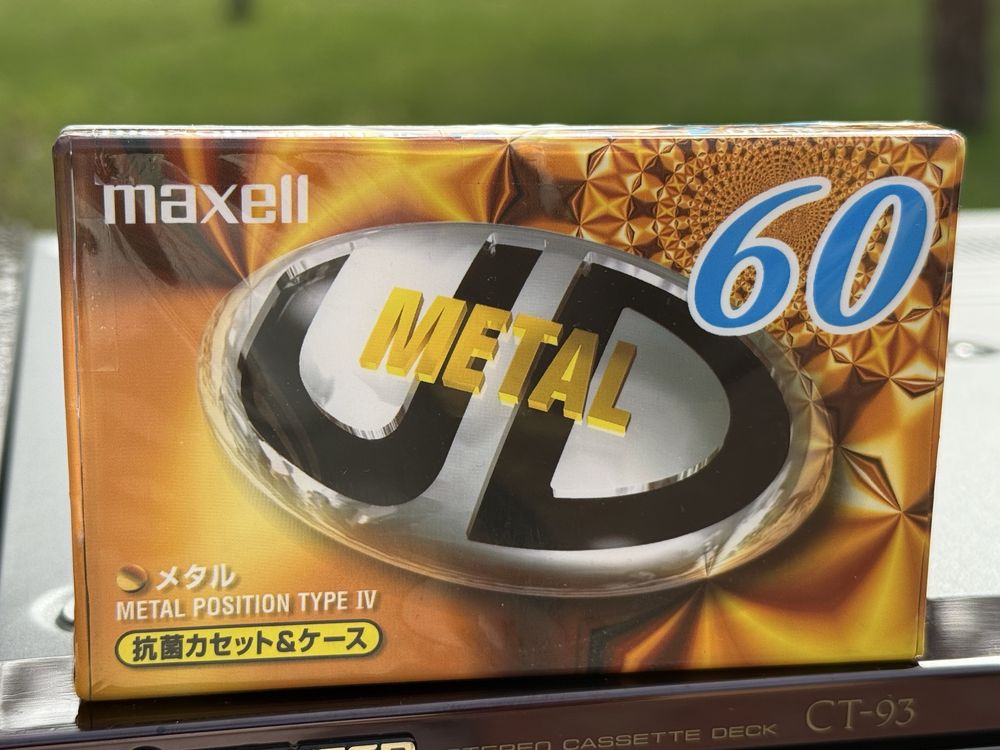 maxell
60
UD
METAL
メタル
METAL POSITION TYPE IV
抗菌カセット&ケース
STEREO CASSETTE DECK
CT-93